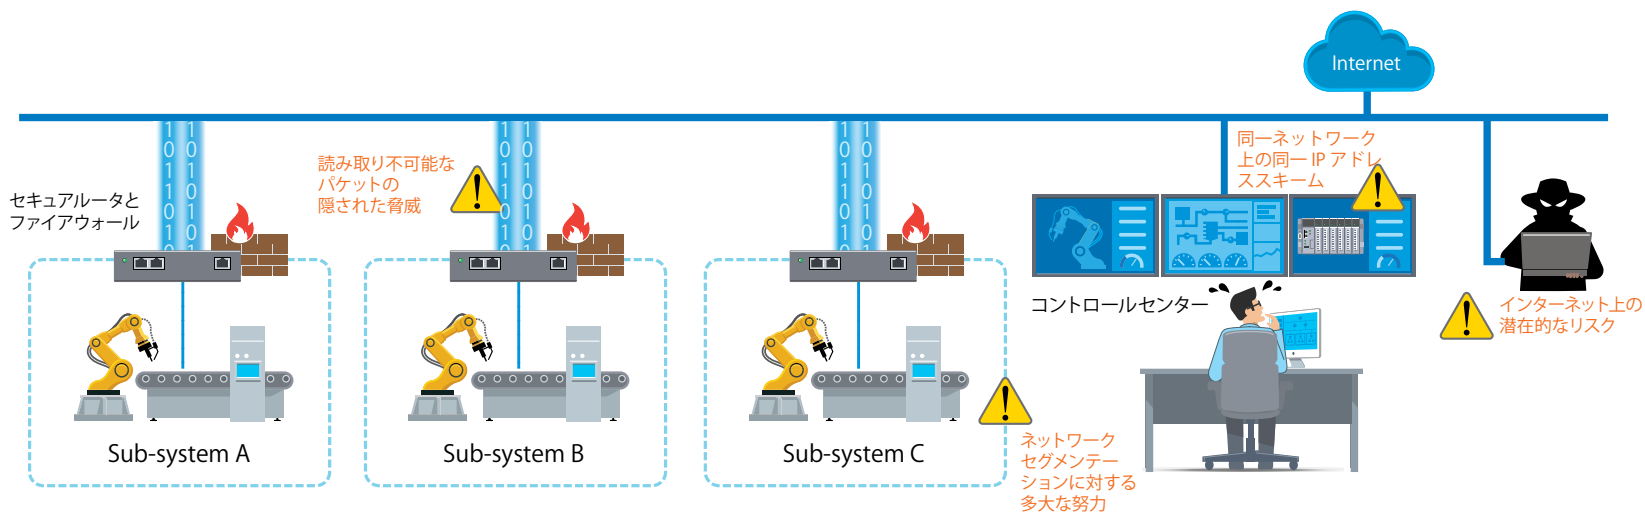 Internet
セキュアルータと
ファイアウォール
読み取り不可能な
パケットの
隠された脅威
同一ネットワーク
上の同一 IP アドレ
ススキーム
コントロールセンター
インターネット上の
潜在的なリスク
ネットワーク
セグメンテー
ションに対する
多大な努力
Sub-system A
Sub-system B
Sub-system C